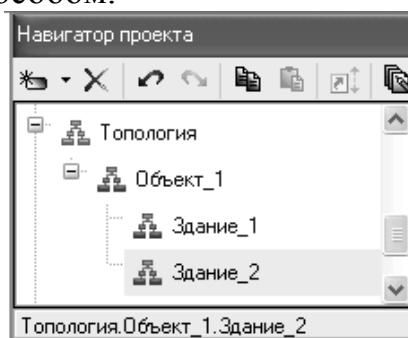 Навигатор проекта
Топология
Объект_1
Здание_1
Здание_2
Топология.Объект_1.Здание_2